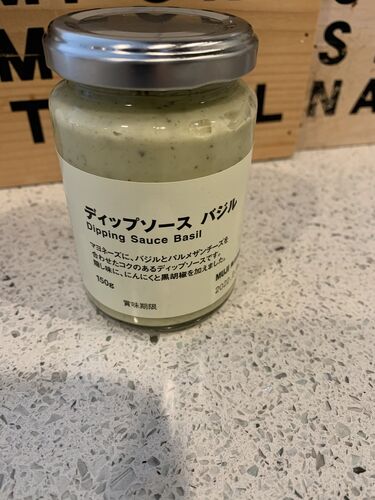 ディップソース バジル
Dipping Sauce Basil
マヨネーズに、バジルとパルメザンチーズを
合わせたコクのあるディップソースです。
隠し味に、にんにくと黒胡椒を加えました。
150g
MUJI
賞味期限